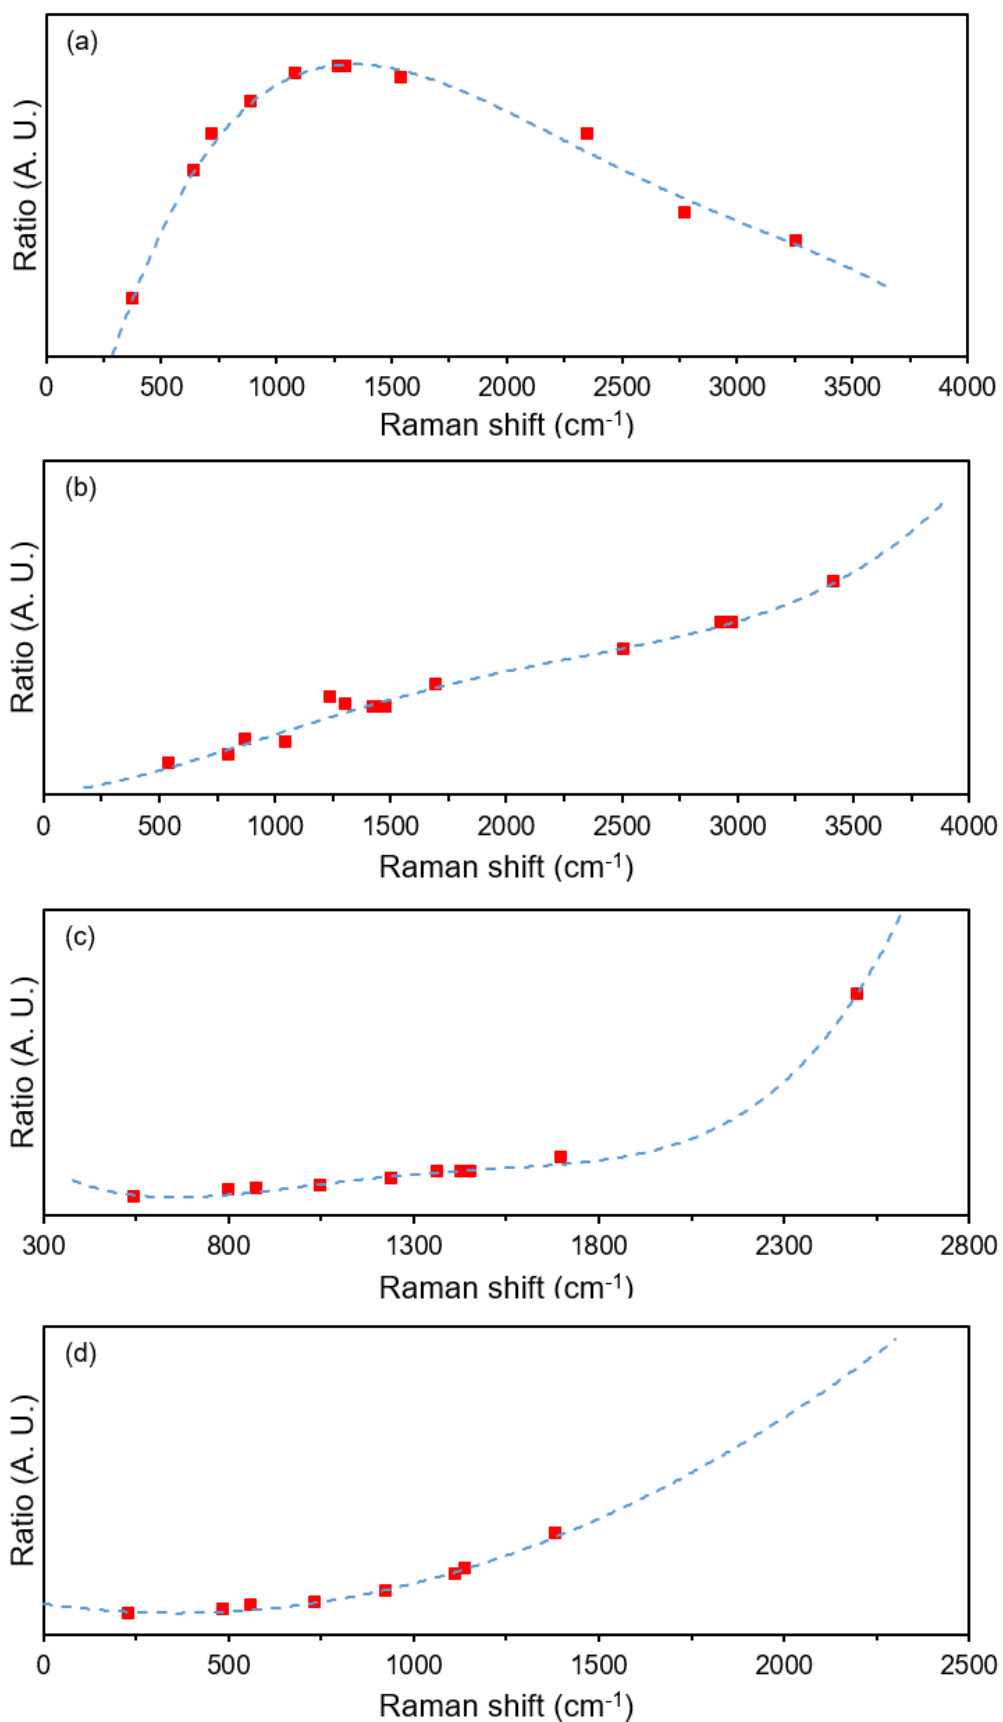 (a)
Ratio (A. U.)
0 500 1000 1500 2000 2500 3000 3500 4000
Raman shift (cm⁻¹)
(b)
Ratio (A. U.)
0 500 1000 1500 2000 2500 3000 3500 4000
Raman shift (cm⁻¹)
(c)
Ratio (A. U.)
300 800 1300 1800 2300 2800
Raman shift (cm⁻¹)
(d)
Ratio (A. U.)
0 500 1000 1500 2000 2500
Raman shift (cm⁻¹)